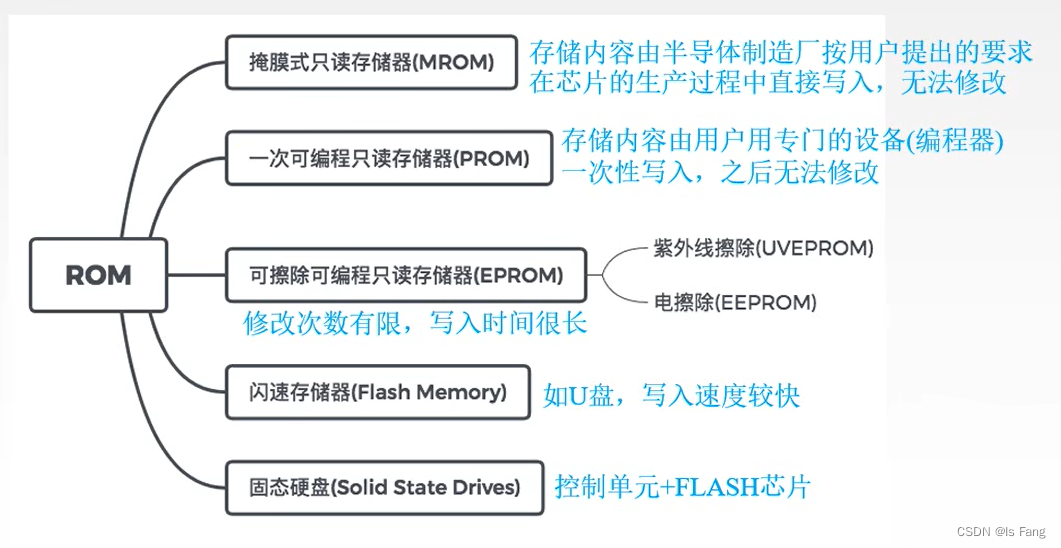 掩膜式只读存储器(MROM)
存储内容由半导体制造厂按用户提出的要求
在芯片的生产过程中直接写入，无法修改
一次可编程只读存储器(PROM)
存储内容由用户用专门的设备(编程器)
一次性写入，之后无法修改
ROM
可擦除可编程只读存储器(EPROM)
紫外线擦除(UVEPROM)
电擦除(EEPROM)
修改次数有限，写入时间很长
闪速存储器(Flash Memory)
如U盘，写入速度较快
固态硬盘(Solid State Drives)
控制单元+FLASH芯片
CSDN @ls Fang